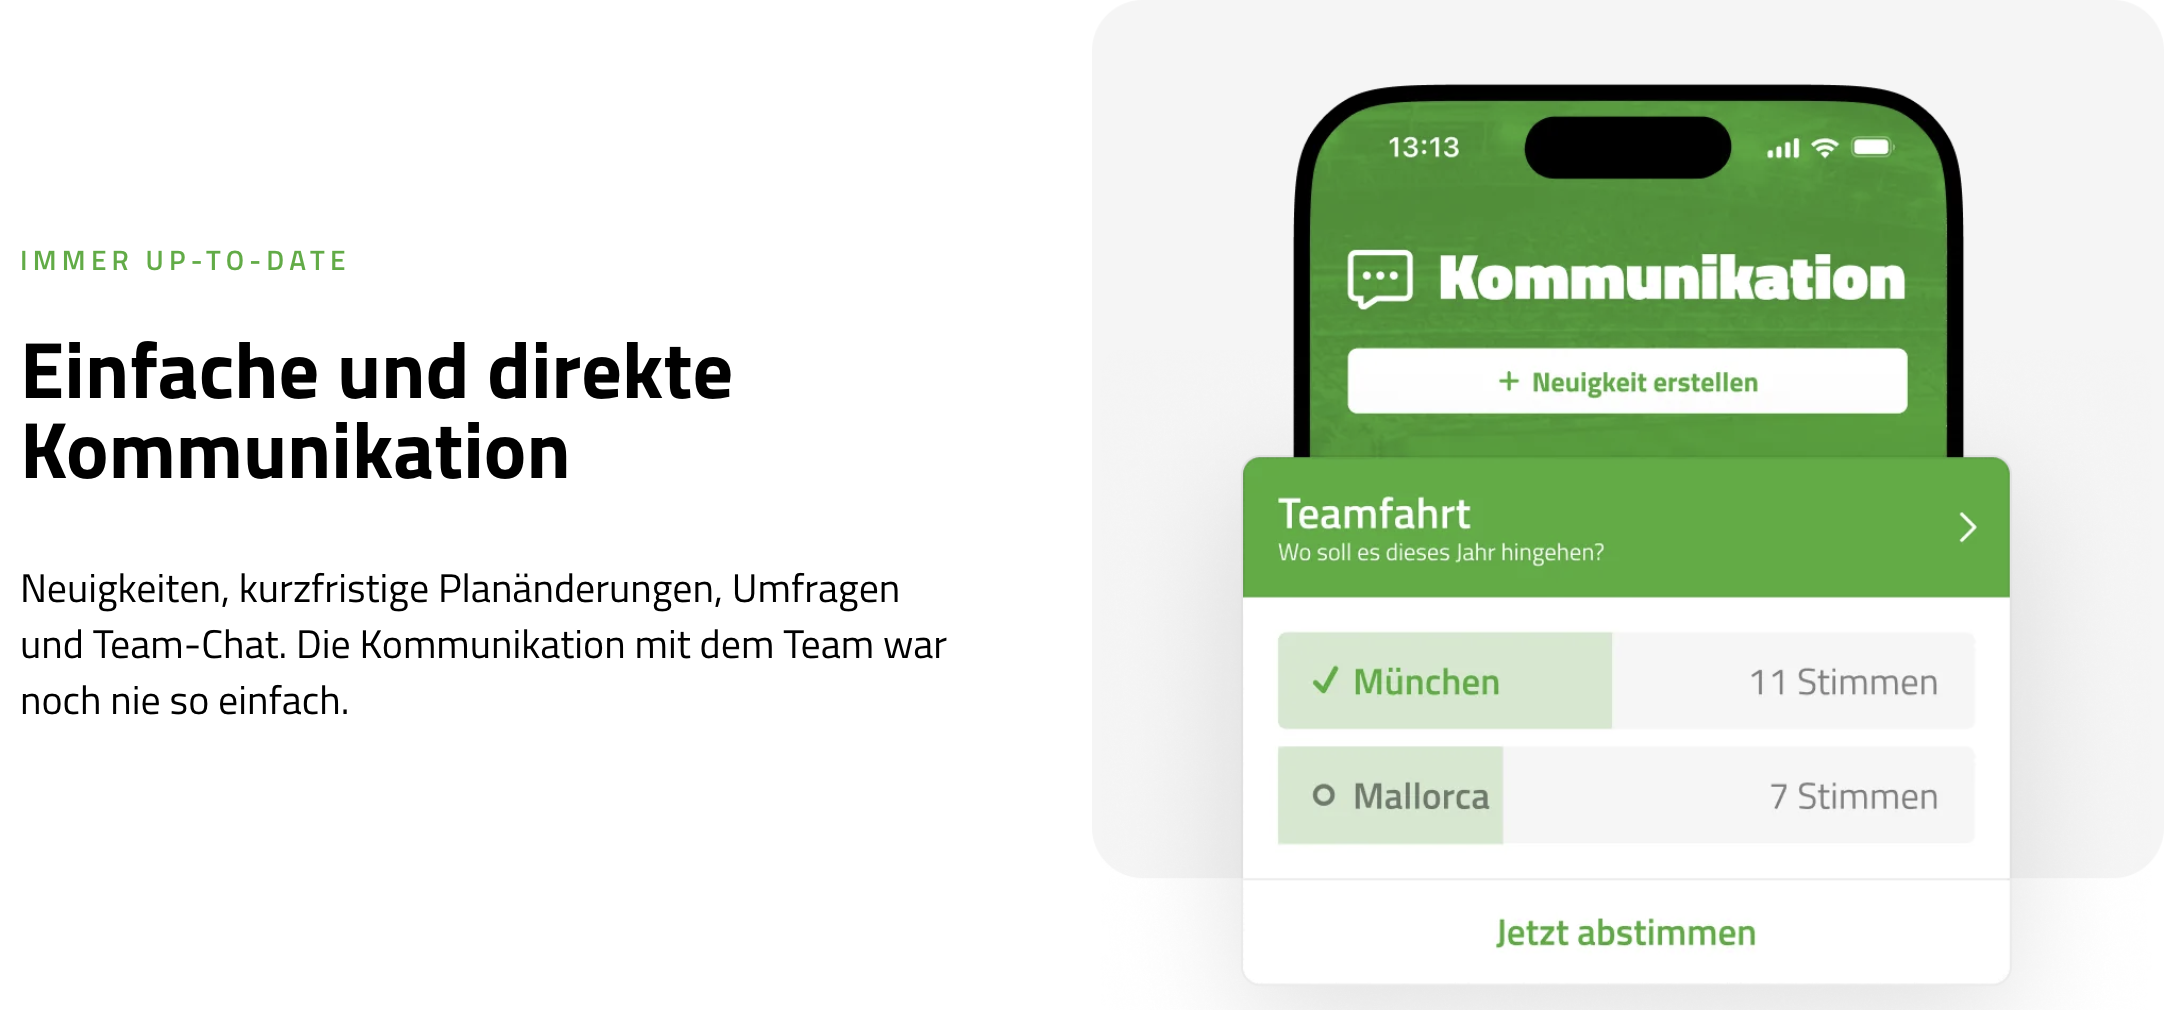 IMMER UP-TO-DATE
Einfache und direkte
Kommunikation
Neuigkeiten, kurzfristige Planänderungen, Umfragen
und Team-Chat. Die Kommunikation mit dem Team war
noch nie so einfach.
13:13
Kommunikation
+ Neuigkeit erstellen
Teamfahrt
Wo soll es dieses Jahr hingehen?
München 11 Stimmen
Mallorca 7 Stimmen
Jetzt abstimmen